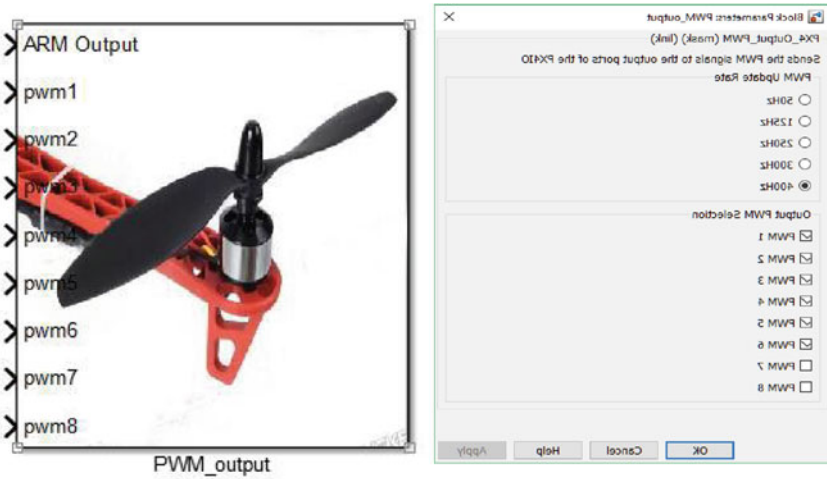 ARM Output
pwm1
pwm2
pwm3
pwm4
pwm5
pwm6
pwm7
pwm8
PWM_output
Block Parameters: PWM_output
PX4_Output_PWM (mask) (link)
Sends the PWM signals to the output ports of the PX4IO
PWM Update Rate
50Hz
125Hz
250Hz
300Hz
400Hz
Output PWM Selection
PWM 1
PWM 2
PWM 3
PWM 4
PWM 5
PWM 6
PWM 7
PWM 8
OK
Cancel
Help
Apply